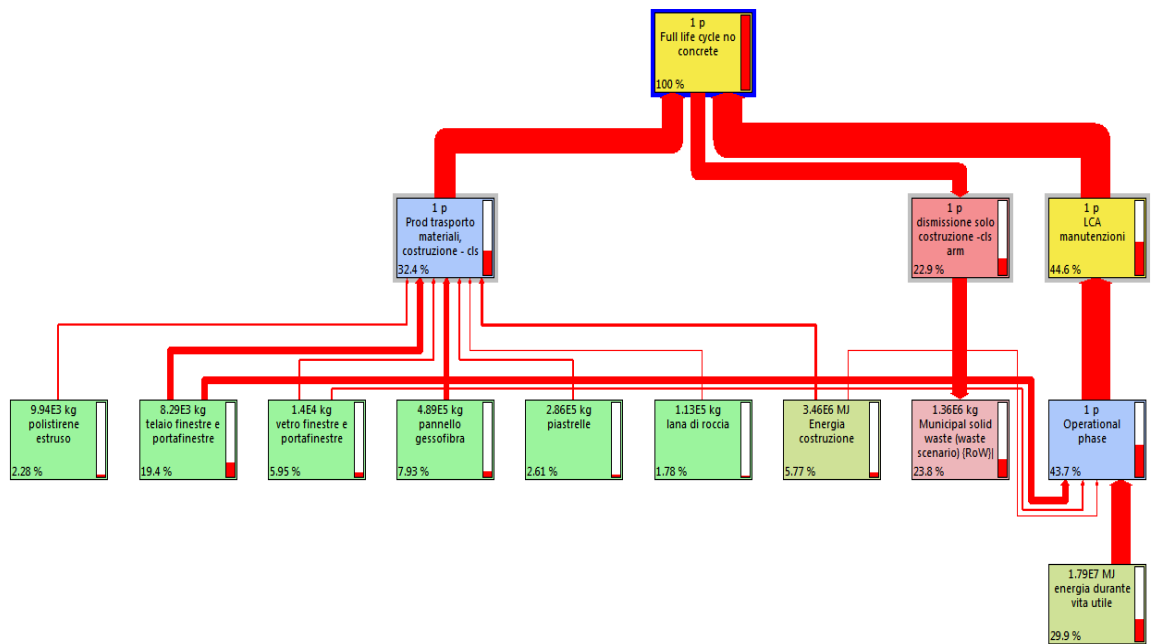 1 p
Full life cycle no
concrete
100 %
1 p
Prod trasporto
materiali,
costruzione - cls
32.4 %
1 p
dismissione solo
costruzione -cls
arm
22.9 %
1 p
LCA
manutenzioni
44.6 %
9.94E3 kg
polistirene
estruso
2.28 %
8.29E3 kg
telaio finestre e
portafinestre
19.4 %
1.4E4 kg
vetro finestre e
portafinestre
5.95 %
4.89E5 kg
pannello
gessofibra
7.93 %
2.86E5 kg
piastrelle
2.61 %
1.13E5 kg
lana di roccia
1.78 %
3.46E6 MJ
Energia
costruzione
5.77 %
1.36E6 kg
Municipal solid
waste (waste
scenario) {RoW}|
23.8 %
1 p
Operational
phase
43.7 %
1.79E7 MJ
energia durante
vita utile
29.9 %